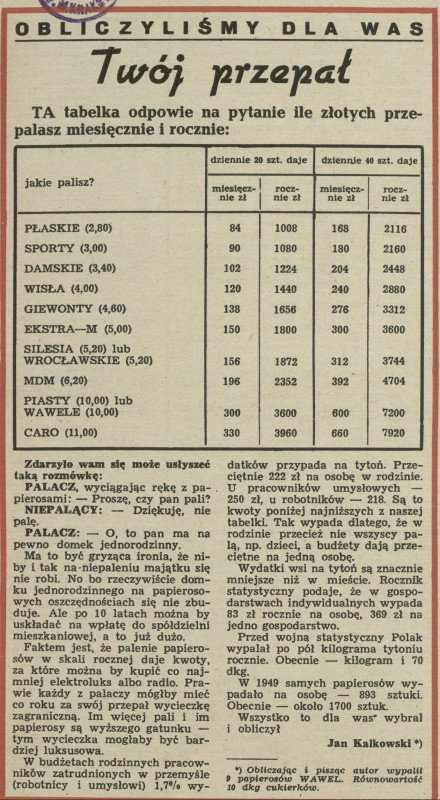 OBLICZYLIŚMY DLA WAS
Twój przepał
TA tabelka odpowie na pytanie ile złotych prze-
palasz miesięcznie i rocznie:
jakie palisz? dziennie 20 szt. daje dziennie 40 szt. daje
miesięcz- rocz- miesięcz- rocz-
nie zł nie zł nie zł nie zł
PŁASKIE (2,80) 84 1008 168 2116
SPORTY (3,00) 90 1080 180 2160
DAMSKIE (3,40) 102 1224 204 2448
WISŁA (4,00) 120 1440 240 2880
GIEWONTY (4,60) 138 1656 276 3312
EKSTRA—M (5,00) 150 1800 300 3600
SILESIA (5,20) lub
WROCŁAWSKIE (5,20) 156 1872 312 3744
MDM (6,20) 196 2352 392 4704
PIASTY (10,00) lub
WAWELE (10,00) 300 3600 600 7200
CARO (11,00) 330 3960 660 7920
Zdarzyło wam się może usłyszeć
taką rozmówkę:
PALACZ, wyciągając rękę z pa-
pierosami: — Proszę, czy pan pali?
NIEPALĄCY: — Dziękuję, nie
palę.
PALACZ: — O, to pan ma na
pewno domek jednorodzinny.
Ma to być gryząca ironia, że ni-
by i tak na niepaleniu majątku się
nie robi. No bo rzeczywiście dom-
ku jednorodzinnego na papieroso-
wych oszczędnościach się nie zbu-
duje. Ale po 10 latach można by
uskładać na wpłatę do spółdzielni
mieszkaniowej, a to już dużo.
Faktem jest, że palenie papiero-
sów w skali rocznej daje kwoty,
za które można by kupić co naj-
mniej elektroluks albo radio. Pra-
wie każdy z palaczy mógłby mieć
co roku za swój przepał wycieczkę
zagraniczną. Im więcej pali i im
papierosy są wyższego gatunku —
tym wycieczka mogłaby być bar-
dziej luksusowa.
W budżetach rodzinnych pracow-
ników zatrudnionych w przemyśle
(robotnicy i umysłowi) 1,7% wy-
datków przypada na tytoń. Prze-
ciętnie 222 zł na osobę w rodzinie.
U pracowników umysłowych —
250 zł, u robotników — 218. Są to
kwoty poniżej najniższych z naszej
tabelki. Tak wypada dlatego, że w
rodzinie przecież nie wszyscy pa-
lą, np. dzieci, a budżety dają prze-
ciętne na jedną osobę.
Wydatki wsi na tytoń są znacznie
mniejsze niż w mieście. Rocznik
statystyczny podaje, że w gospo-
darstwach indywidualnych wypada
83 zł rocznie na osobę, 369 zł na
jedno gospodarstwo.
Przed wojną statystyczny Polak
wypalał po pół kilograma tytoniu
rocznie. Obecnie — kilogram i 70
dkg.
W 1949 samych papierosów wy-
padało na osobę — 893 sztuki.
Obecnie — około 1700 sztuk.
Wszystko to dla was wybrał
i obliczył
Jan Kalkowski *)
*) Obliczając i pisząc autor wypalił
9 papierosów WAWEL. Równowartość
10 dkg cukierków.